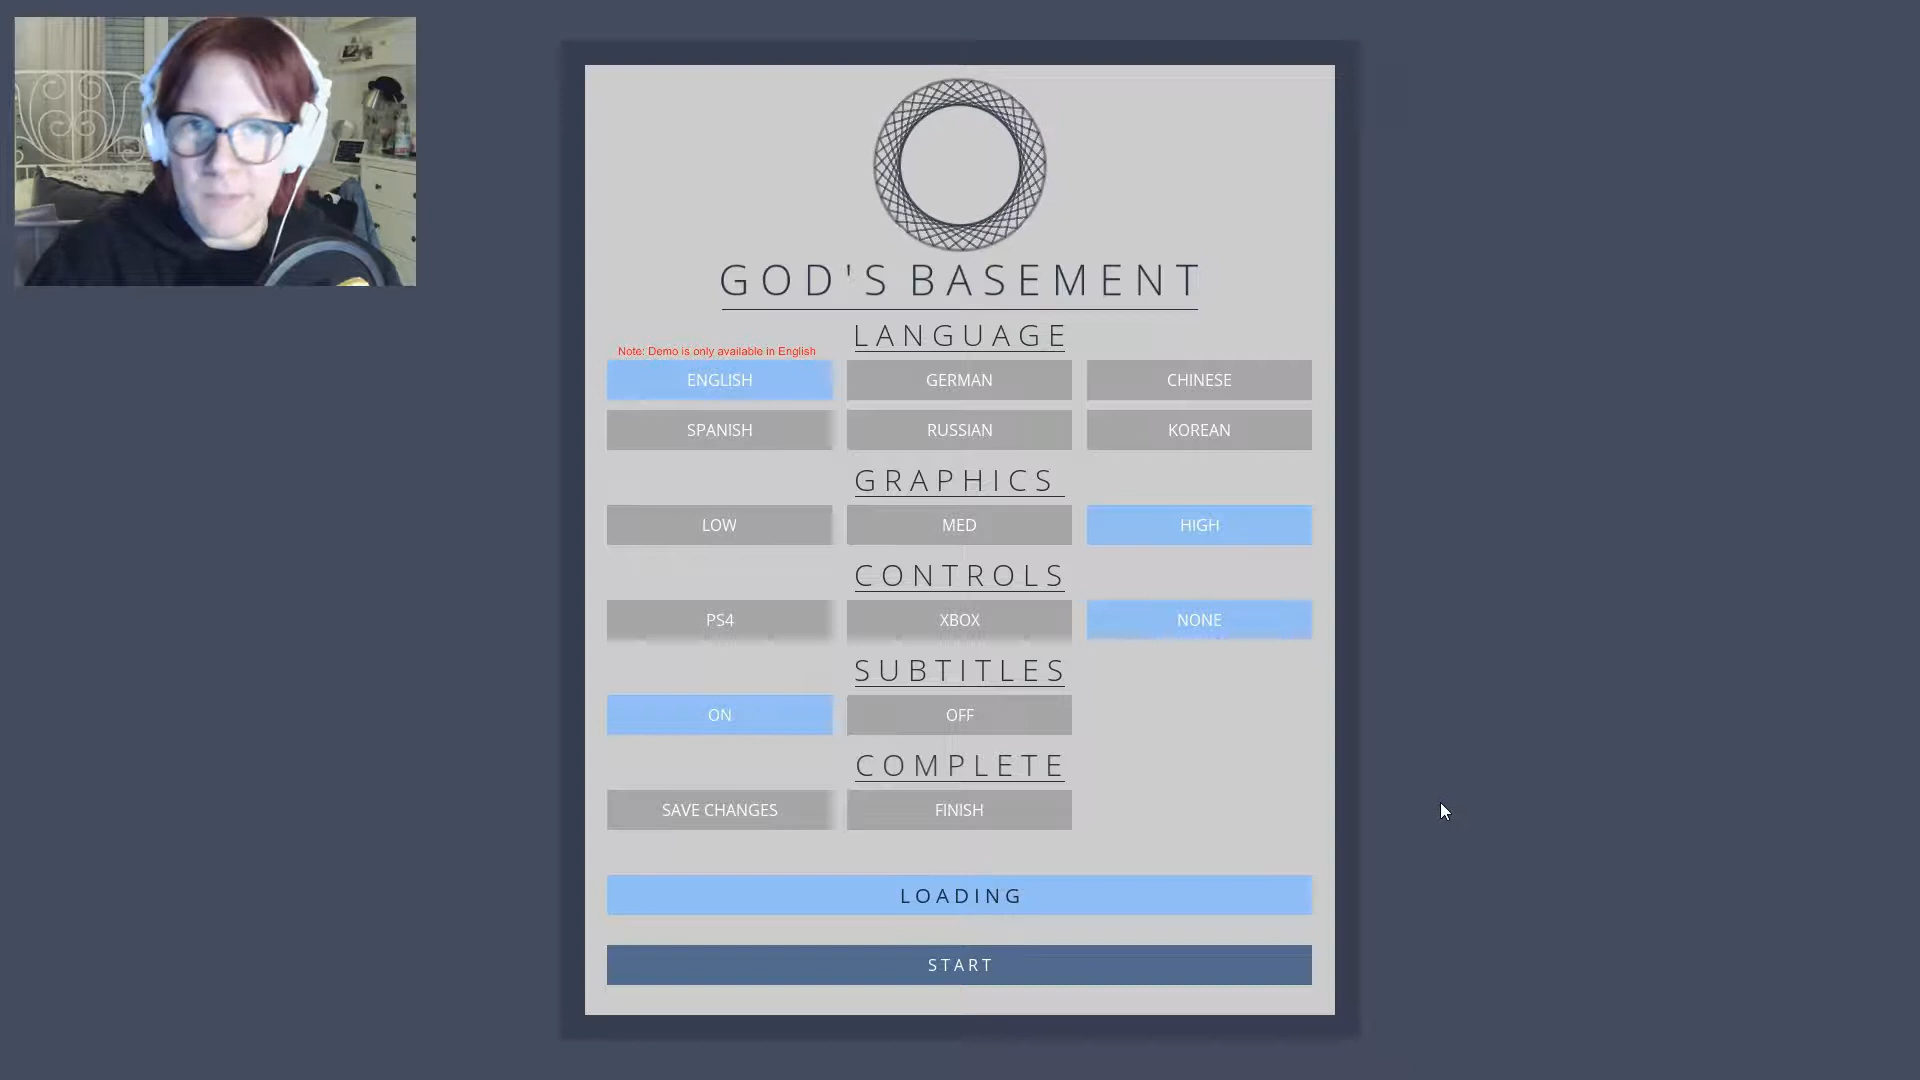 GOD'S BASEMENT
LANGUAGE
Note: Demo is only available in English
ENGLISH GERMAN CHINESE
SPANISH RUSSIAN KOREAN
GRAPHICS
LOW MED HIGH
CONTROLS
PS4 XBOX NONE
SUBTITLES
ON OFF
COMPLETE
SAVE CHANGES FINISH
LOADING
START